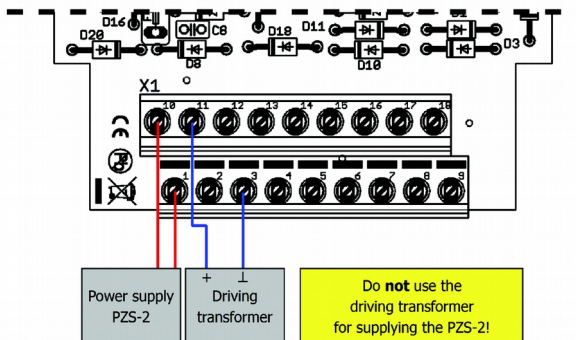 D16
C8
D11
D20
D8
D18
D10
D3
X1
10 11 12 13 14 15 16 17 18
CE
Pb
1 2 3 4 5 6 7 8 9
+ ⊥
Power supply
PZS-2
Driving
transformer
Do not use the
driving transformer
for supplying the PZS-2!